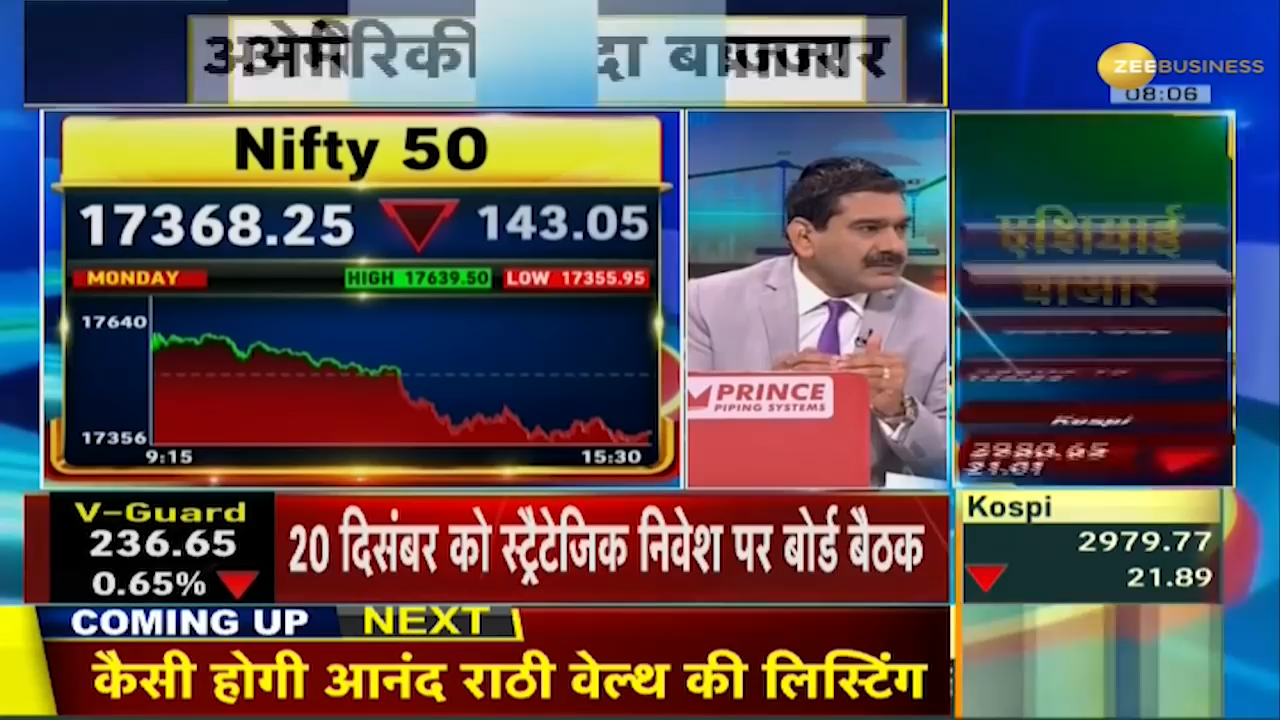 ZEEBUSINESS
08:06
Nifty 50
17368.25 143.05
MONDAY HIGH 17639.50 LOW 17355.95
17640
17356
9:15 15:30
PRINCE
PIPING SYSTEMS
एशियाई
बाजार
Kospi
V-Guard
236.65
0.65%
20 दिसंबर को स्ट्रैटेजिक निवेश पर बोर्ड बैठक
Kospi
2979.77
21.89
COMING UP NEXT
कैसी होगी आनंद राठी वेल्थ की लिस्टिंग